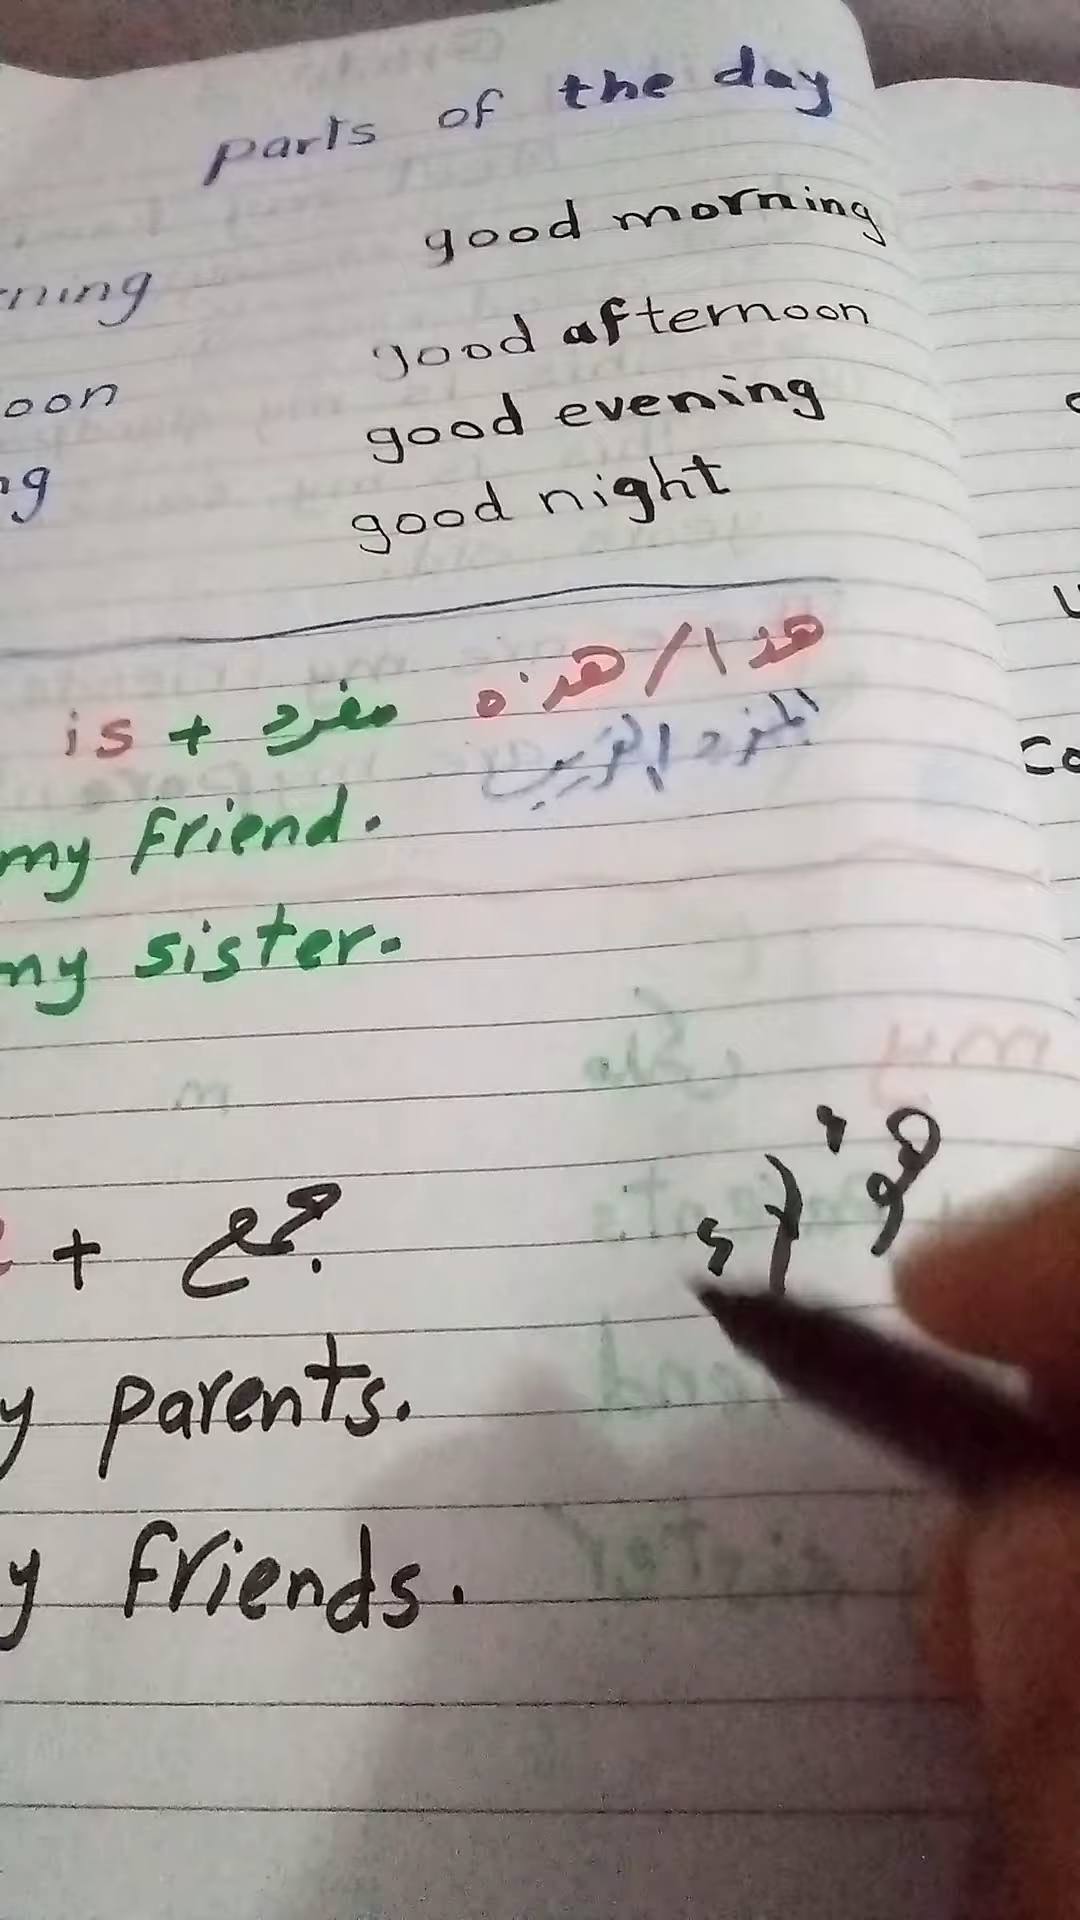 parts of the day
rning good morning
oon good afternoon
ng good evening
good night
is + مفرد هذا / هذه
للمفرد القريب
my friend.
my sister.
+ جمع هؤلاء
y parents.
y friends.